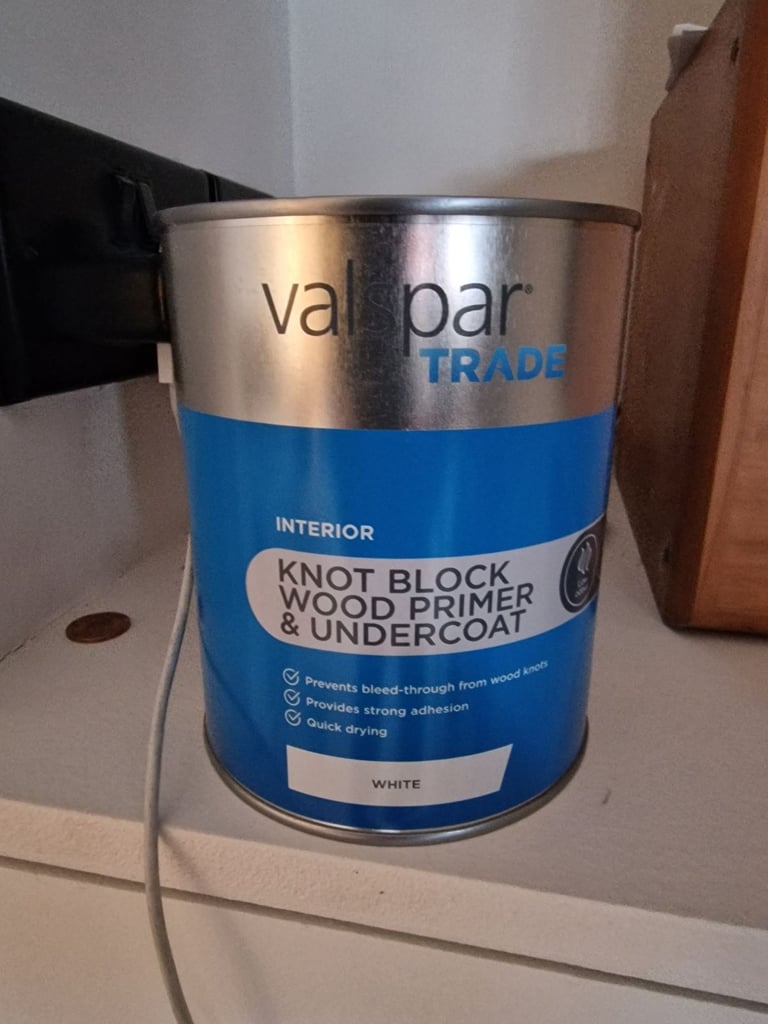 valspar®
TRADE
INTERIOR
KNOT BLOCK
WOOD PRIMER
& UNDERCOAT
Prevents bleed-through from wood knots
Provides strong adhesion
Quick drying
WHITE